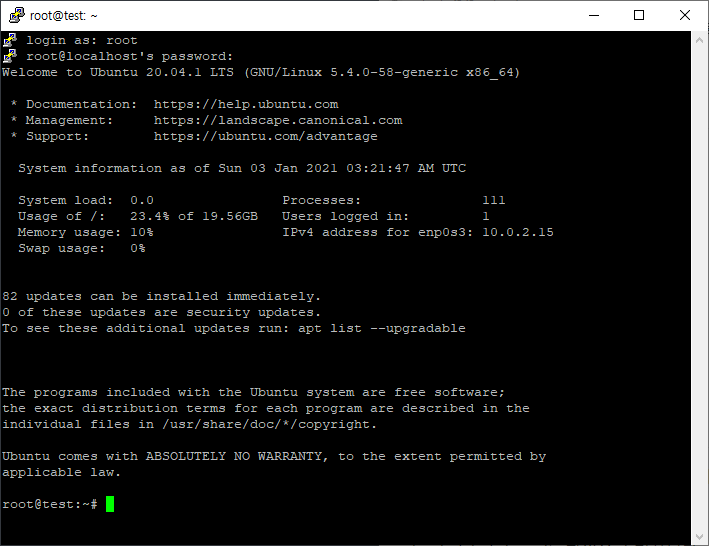 root@test: ~
login as: root
root@localhost's password:
Welcome to Ubuntu 20.04.1 LTS (GNU/Linux 5.4.0-58-generic x86_64)
* Documentation:  https://help.ubuntu.com
* Management:     https://landscape.canonical.com
* Support:        https://ubuntu.com/advantage
System information as of Sun 03 Jan 2021 03:21:47 AM UTC
System load:  0.0                Processes:               111
Usage of /:   23.4% of 19.56GB   Users logged in:         1
Memory usage: 10%                IPv4 address for enp0s3: 10.0.2.15
Swap usage:   0%
82 updates can be installed immediately.
0 of these updates are security updates.
To see these additional updates run: apt list --upgradable
The programs included with the Ubuntu system are free software;
the exact distribution terms for each program are described in the
individual files in /usr/share/doc/*/copyright.
Ubuntu comes with ABSOLUTELY NO WARRANTY, to the extent permitted by
applicable law.
root@test:~#